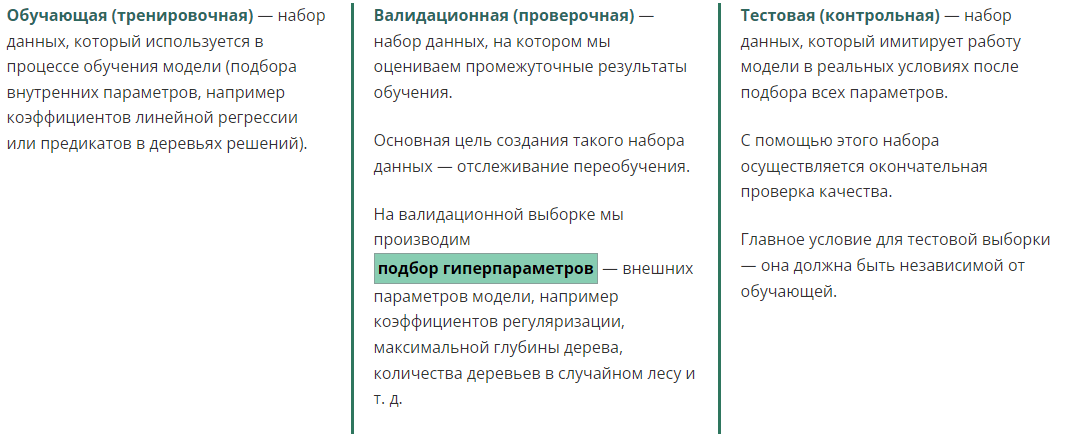 Обучающая (тренировочная) — набор
данных, который используется в
процессе обучения модели (подбора
внутренних параметров, например
коэффициентов линейной регрессии
или предикатов в деревьях решений).
Валидационная (проверочная) —
набор данных, на котором мы
оцениваем промежуточные результаты
обучения.
Основная цель создания такого набора
данных — отслеживание переобучения.
На валидационной выборке мы
производим
подбор гиперпараметров — внешних
параметров модели, например
коэффициентов регуляризации,
максимальной глубины дерева,
количества деревьев в случайном лесу и
т. д.
Тестовая (контрольная) — набор
данных, который имитирует работу
модели в реальных условиях после
подбора всех параметров.
С помощью этого набора
осуществляется окончательная
проверка качества.
Главное условие для тестовой выборки
— она должна быть независимой от
обучающей.